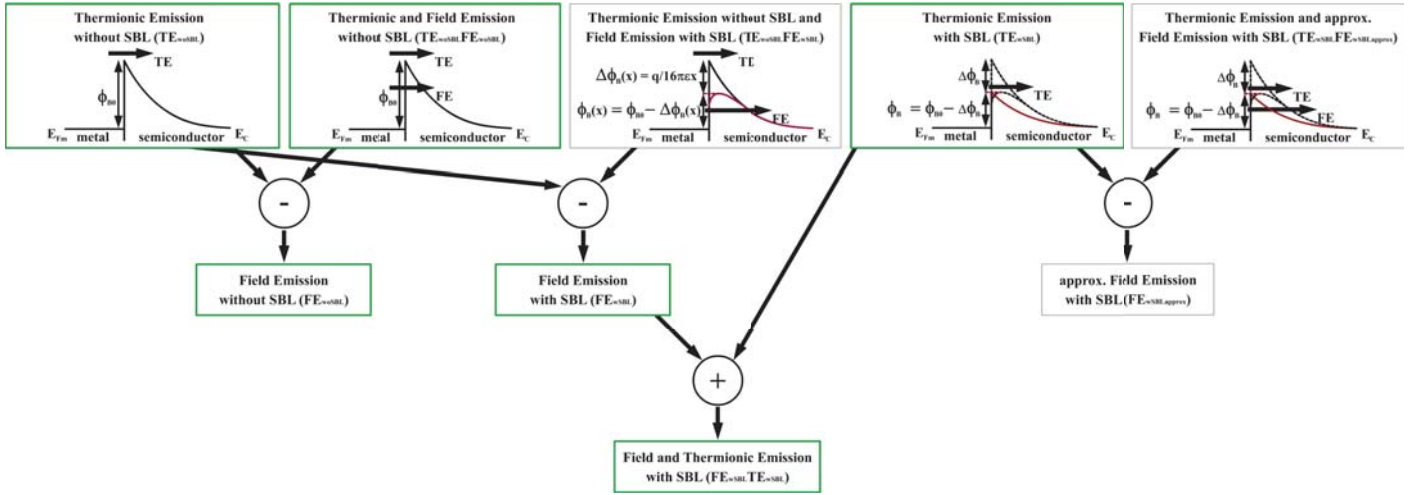 Thermionic Emission
without SBL (TEwoSBL)
TE
ϕB0
EFm metal semiconductor EC
Thermionic and Field Emission
without SBL (TEwoSBLFEwoSBL)
TE
FE
ϕB0
EFm metal semiconductor EC
Thermionic Emission without SBL and
Field Emission with SBL (TEwoSBLFEwSBL)
TE
ΔϕB(x) = q/16πεx
ϕB(x) = ϕB0 − ΔϕB(x)
FE
EFm metal semiconductor EC
Thermionic Emission
with SBL (TEwSBL)
ΔϕB
TE
ϕB = ϕB0 − ΔϕB
EFm metal semiconductor EC
Thermionic Emission and approx.
Field Emission with SBL (TEwSBLFEwSBLapprox)
ΔϕB
TE
ϕB = ϕB0 − ΔϕB
FE
EFm metal semiconductor EC
-
-
-
Field Emission
without SBL (FEwoSBL)
Field Emission
with SBL (FEwSBL)
approx. Field Emission
with SBL(FEwSBLapprox)
+
Field and Thermionic Emission
with SBL (FEwSBLTEwSBL)